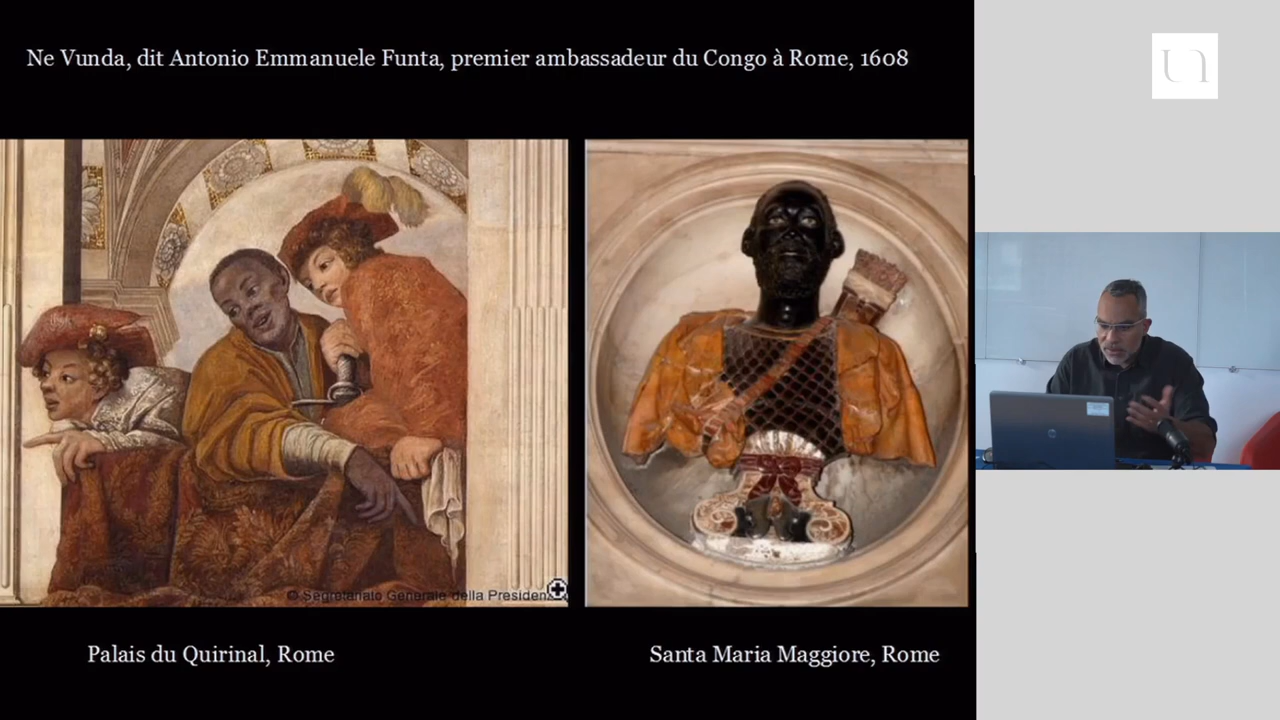 Ne Vunda, dit Antonio Emmanuele Funta, premier ambassadeur du Congo à Rome, 1608
© Segretariato Generale della Presidenz
Palais du Quirinal, Rome
Santa Maria Maggiore, Rome